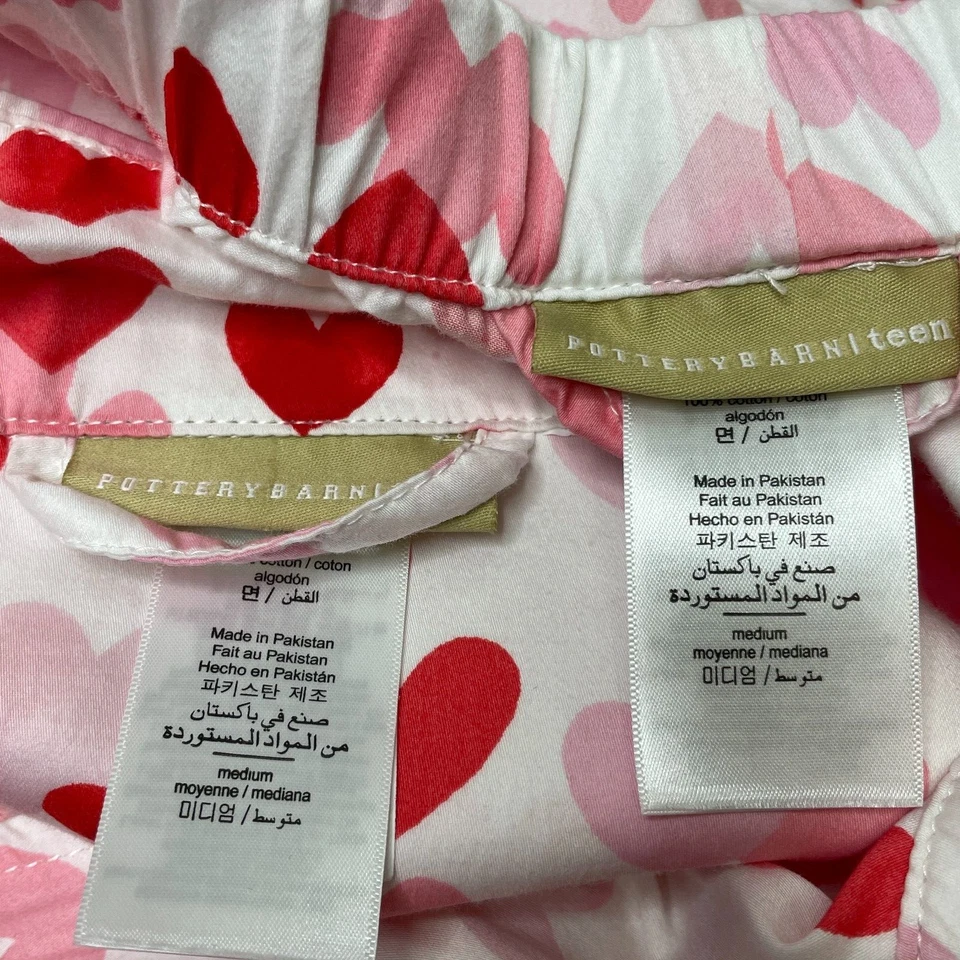 POTTERYBARN|
cotton / coton
algodón
면 / القطن
Made in Pakistan
Fait au Pakistan
Hecho en Pakistán
파키스탄 제조
صنع في باكستان
من المواد المستوردة
medium
moyenne / mediana
미디엄 / متوسط
POTTERYBARN|teen
100% cotton / coton
algodón
면 / القطن
Made in Pakistan
Fait au Pakistan
Hecho en Pakistán
파키스탄 제조
صنع في باكستان
من المواد المستوردة
medium
moyenne / mediana
미디엄 / متوسط